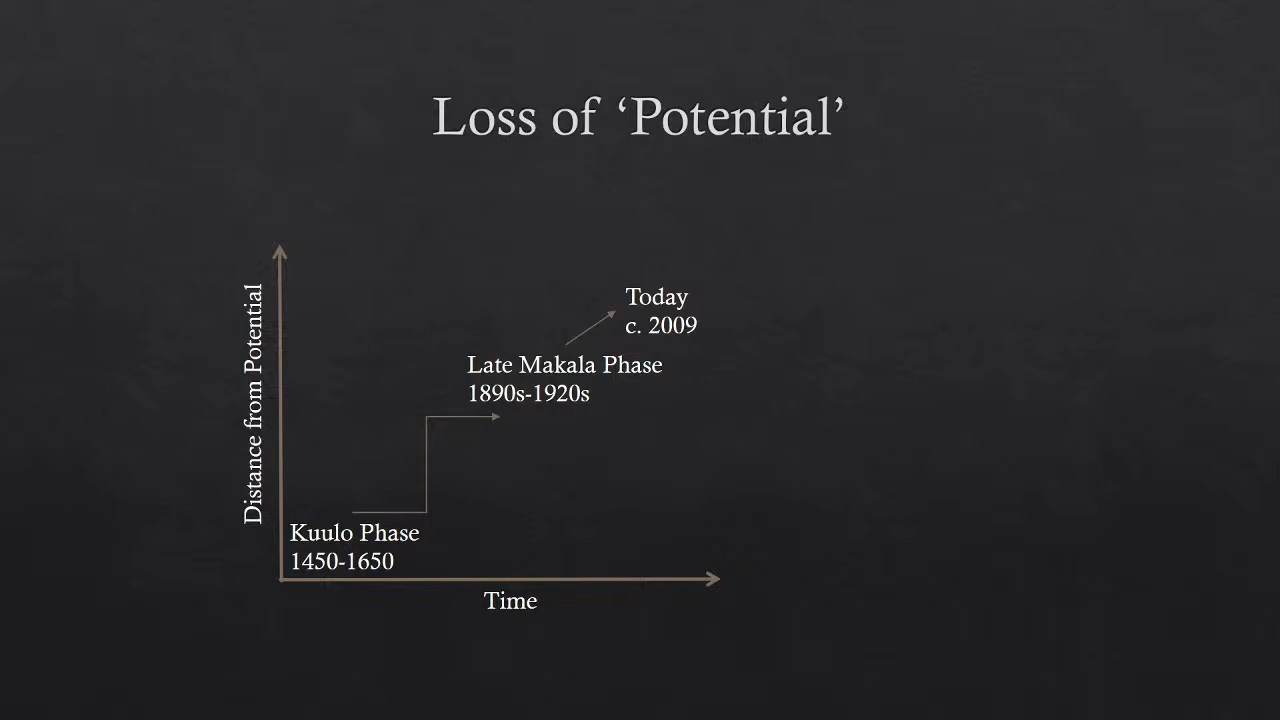 Loss of ‘Potential’
Distance from Potential
Today
c. 2009
Late Makala Phase
1890s-1920s
Kuulo Phase
1450-1650
Time